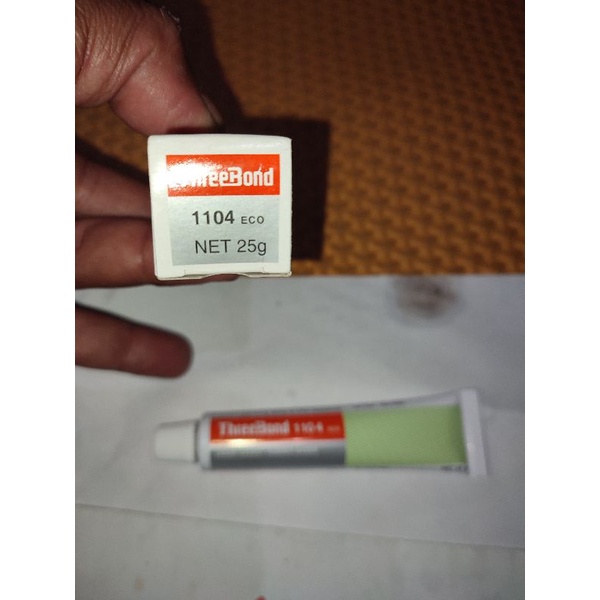 ThreeBond
1104 ECO
NET 25g
ThreeBond 1104